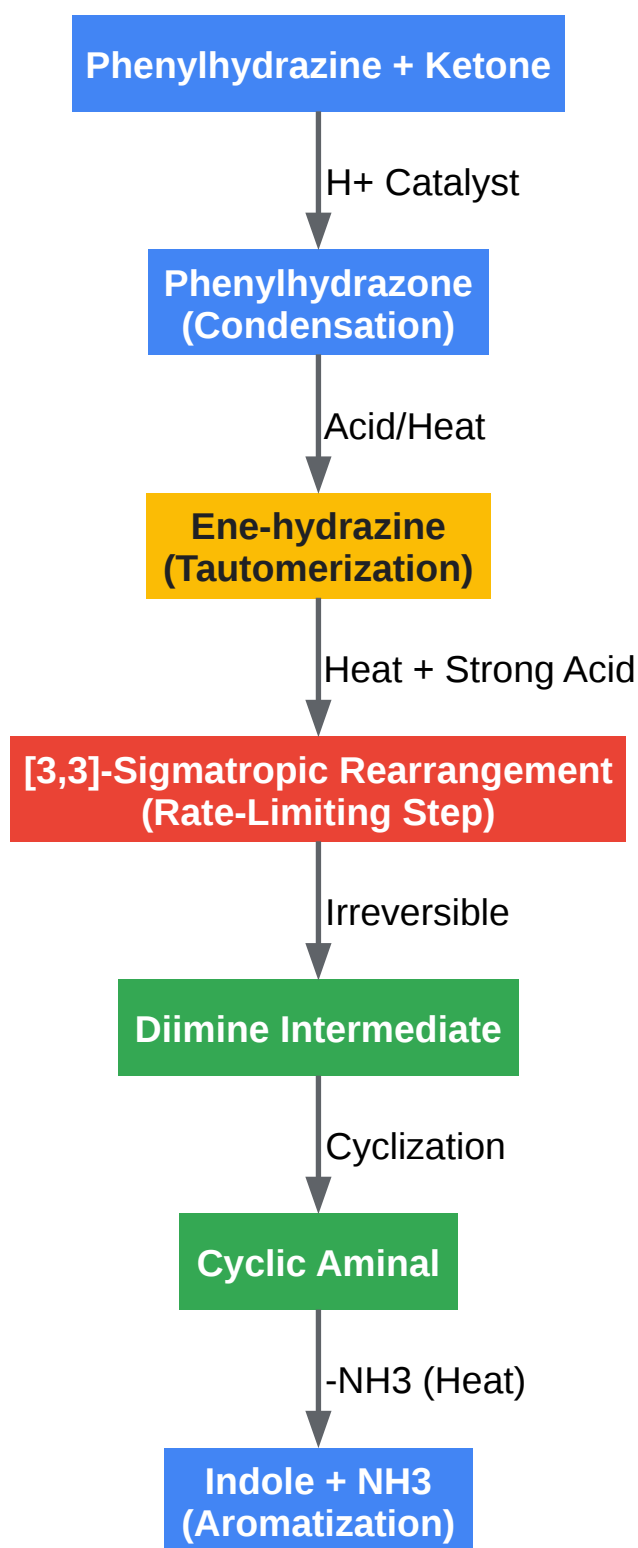 Phenylhydrazine + Ketone
H+ Catalyst
Phenylhydrazone
(Condensation)
Acid/Heat
Ene-hydrazine
(Tautomerization)
Heat + Strong Acid
[3,3]-Sigmatropic Rearrangement
(Rate-Limiting Step)
Irreversible
Diimine Intermediate
Cyclization
Cyclic Aminal
-NH3 (Heat)
Indole + NH3
(Aromatization)